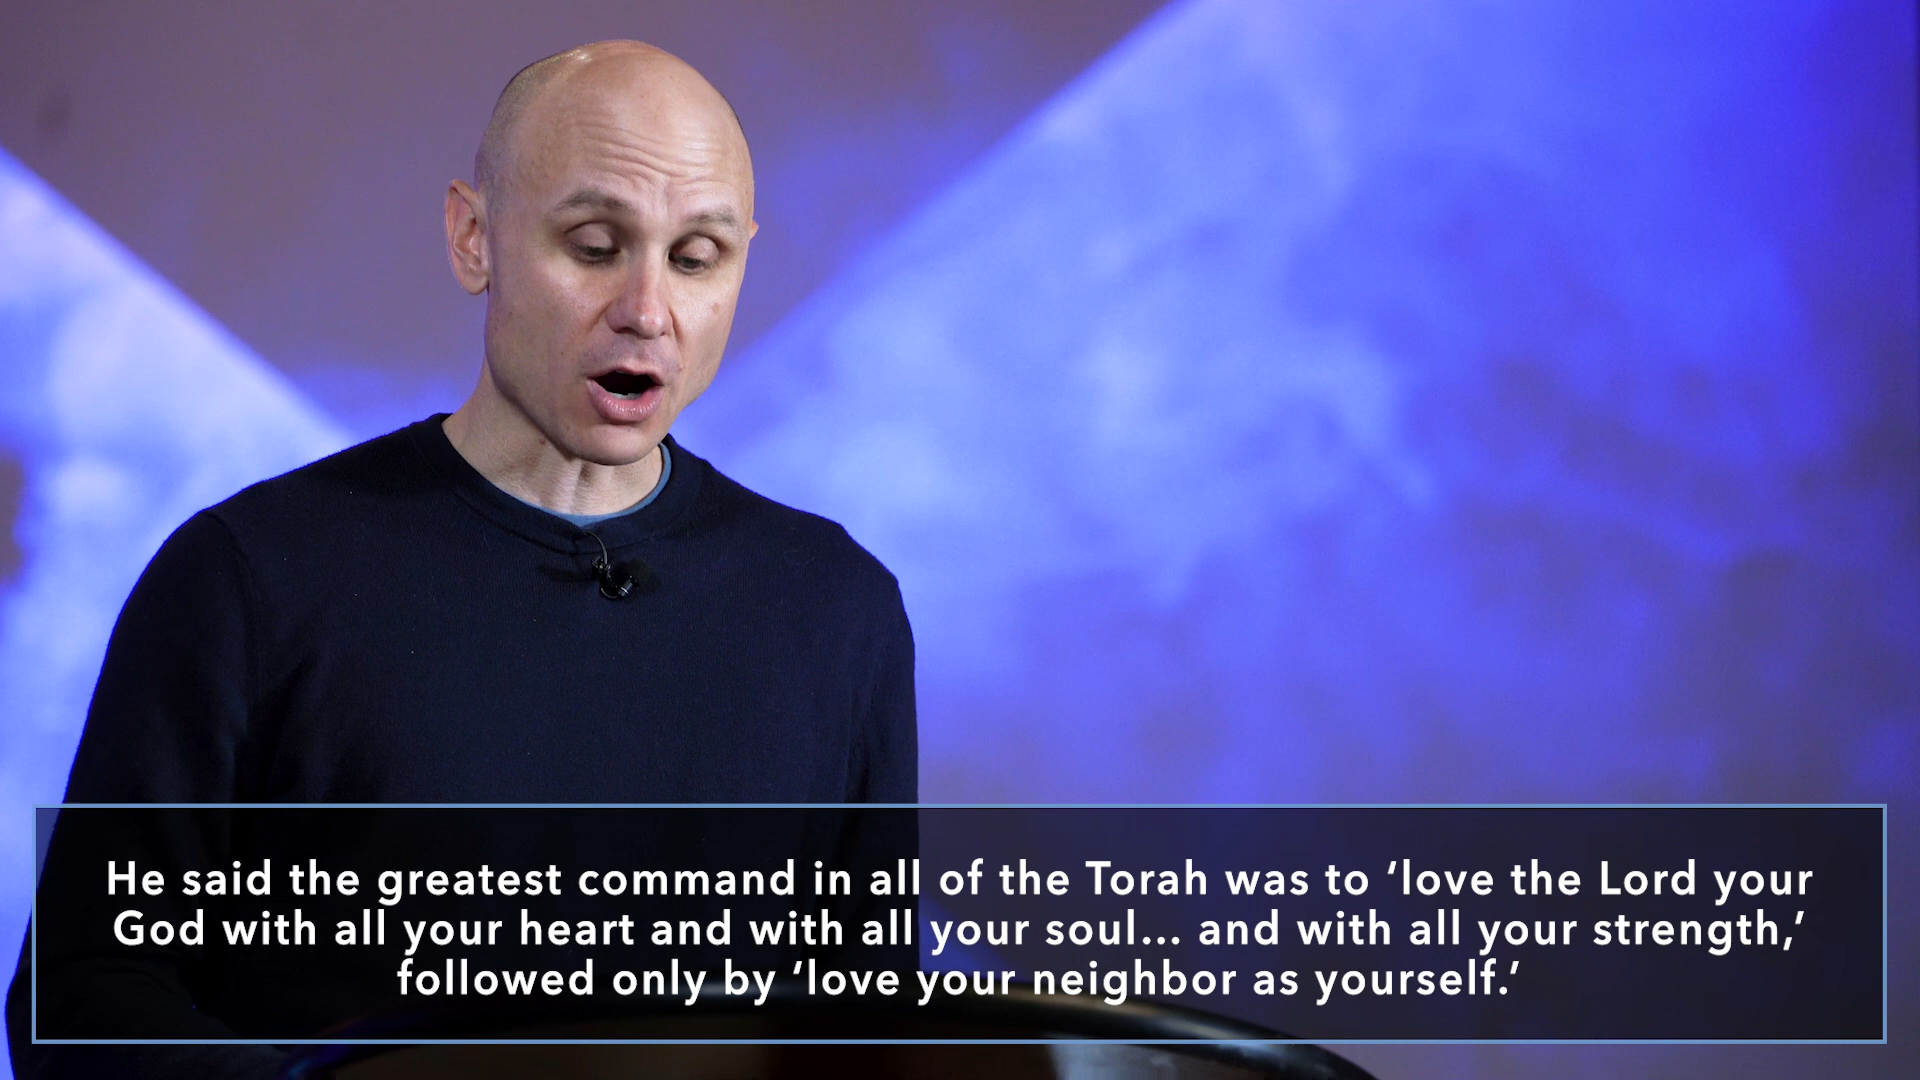 He said the greatest command in all of the Torah was to ‘love the Lord your
God with all your heart and with all your soul... and with all your strength,’
followed only by ‘love your neighbor as yourself.’